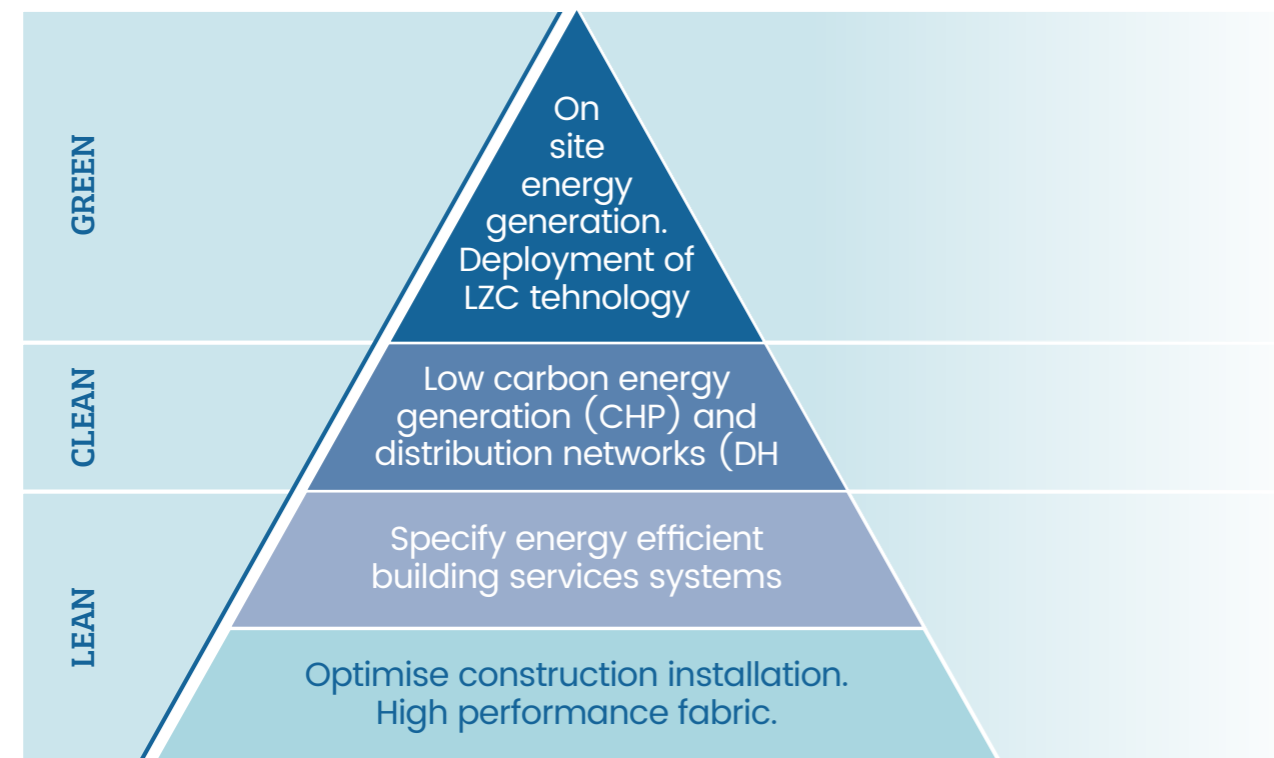 GREEN
On
site
energy
generation.
Deployment of
LZC tehnology
CLEAN
Low carbon energy
generation (CHP) and
distribution networks (DH
LEAN
Specify energy efficient
building services systems
Optimise construction installation.
High performance fabric.